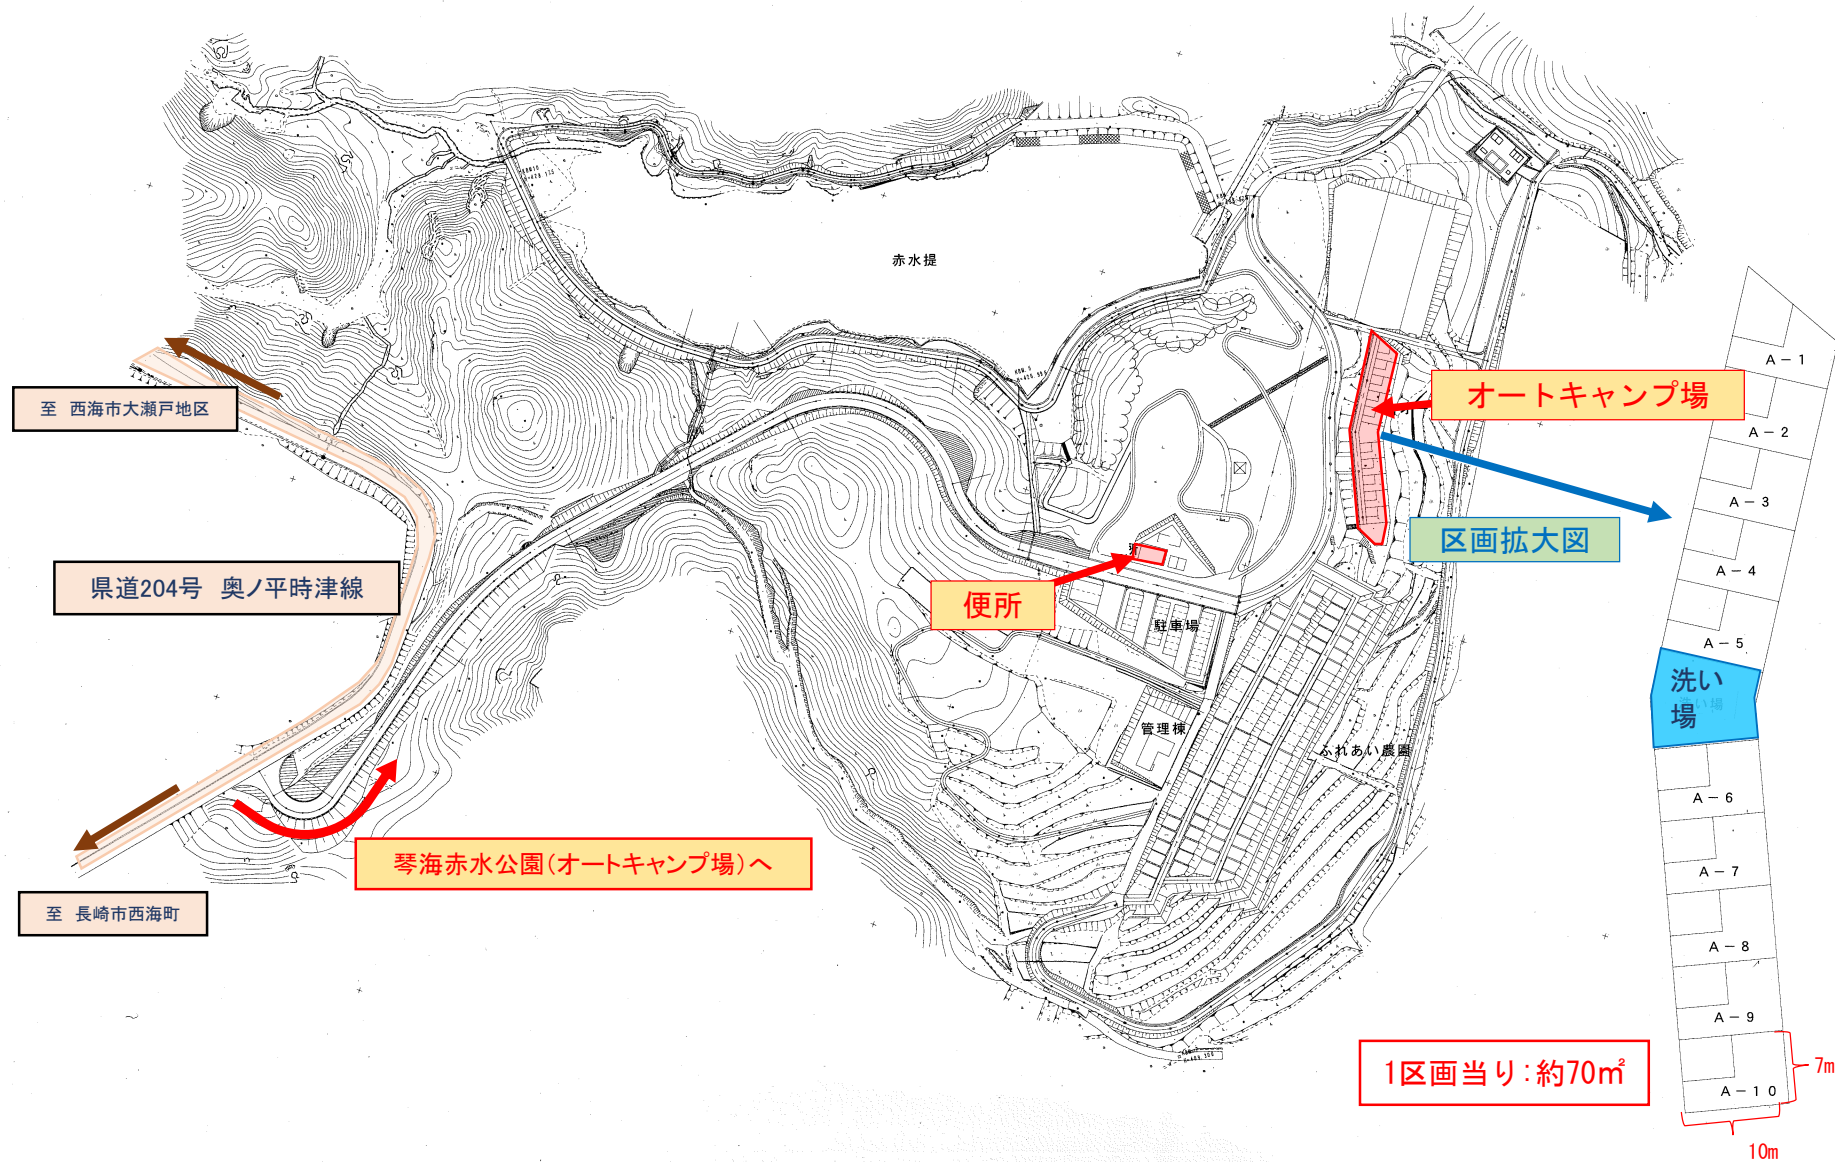 赤水提
A－1
オートキャンプ場
至 西海市大瀬戸地区
A－2
A－3
区画拡大図
A－4
県道204号 奥ノ平時津線
便所
駐車場
A－5
洗い
場
管理棟
ふれあい農園
A－6
琴海赤水公園(オートキャンプ場)へ
A－7
至 長崎市西海町
A－8
A－9
1区画当り:約70㎡
7m
A－10
10m